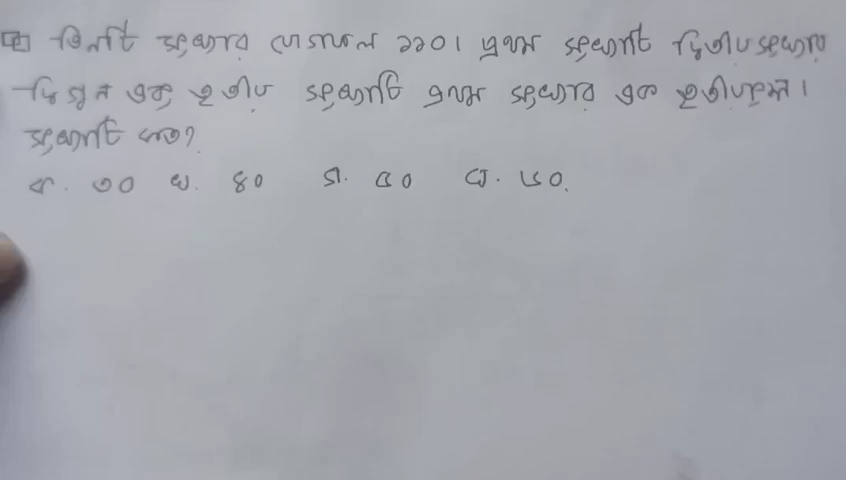 তিনটি সংখ্যার যোগফল ১১০। প্রথম সংখ্যাটি দ্বিতীয় সংখ্যার
দ্বিগুন এবং তৃতীয় সংখ্যাটি প্রথম সংখ্যার এক তৃতীয়াংশ।
সংখ্যাটি কত?
ক. ৩০ খ. ৪০ গ. ৫০ ঘ. ৬০.